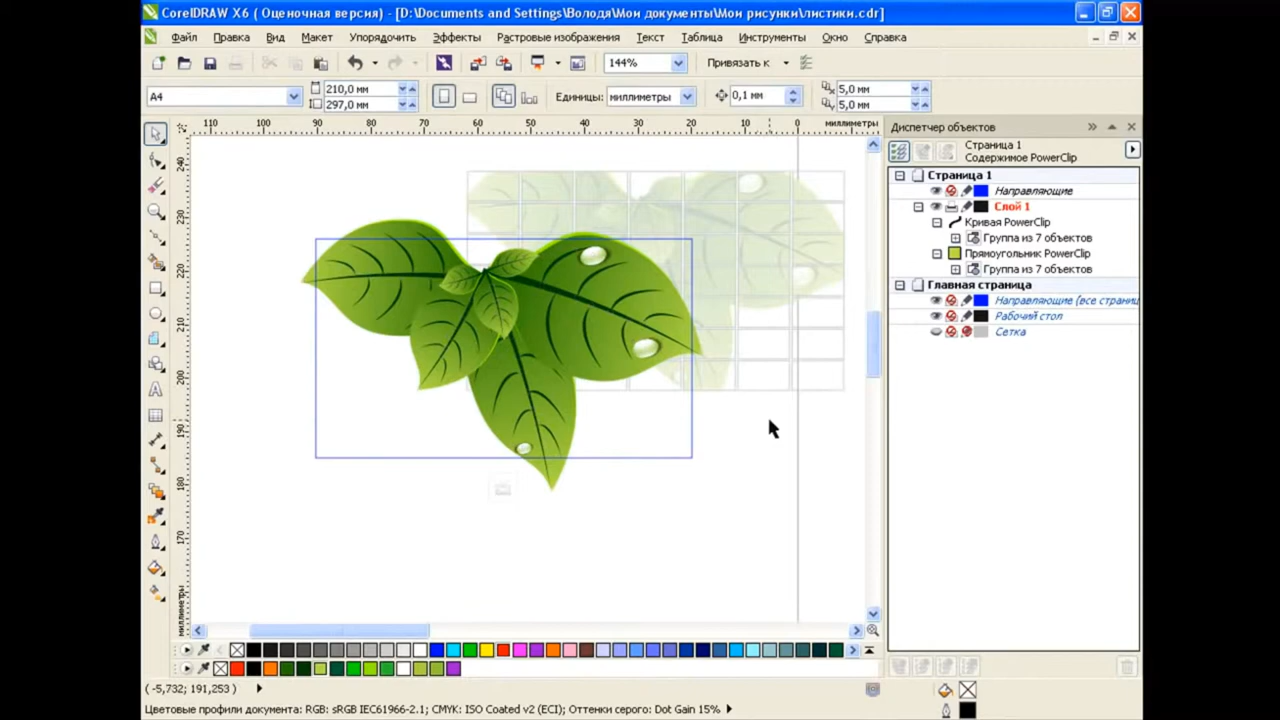 CorelDRAW X6 ( Оценочная версия) - [D:\Documents and Settings\Володя\Мои документы\Мои рисунки\листики.cdr]
Файл Правка Вид Макет Упорядочить Эффекты Растровые изображения Текст Таблица Инструменты Окно Справка
144% Привязать к
A4 210,0 мм 297,0 мм Единицы: миллиметры 0,1 мм 5,0 мм 5,0 мм
110 100 90 80 70 60 50 40 30 20 10 0 миллиметры
240
230
220
210
200
190
180
170
миллиметры
Диспетчер объектов
Страница 1
Содержимое PowerClip
Страница 1
Направляющие
Слой 1
Кривая PowerClip
Группа из 7 объектов
Прямоугольник PowerClip
Группа из 7 объектов
Главная страница
Направляющие (все страниц
Рабочий стол
Сетка
( -5,732; 191,253 )
Цветовые профили документа: RGB: sRGB IEC61966-2.1; CMYK: ISO Coated v2 (ECI); Оттенки серого: Dot Gain 15%